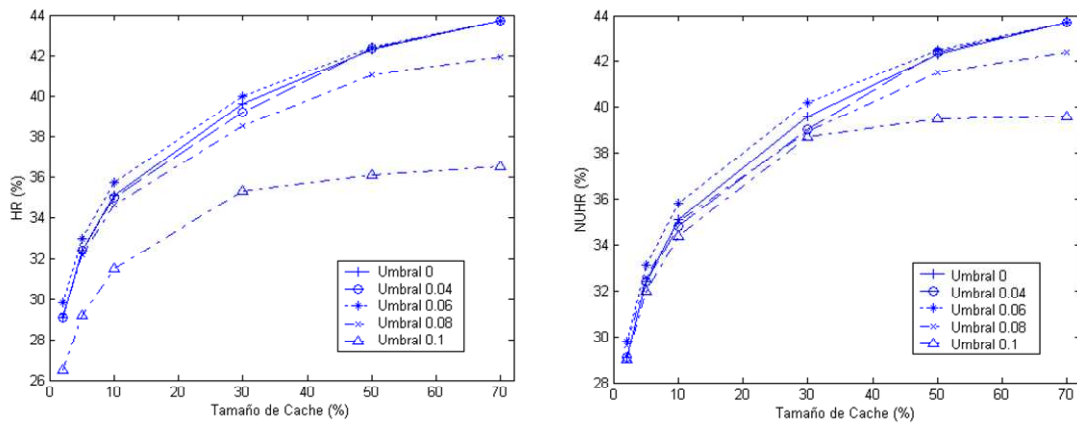 44
42
40
38
36
34
32
30
28
26
HR (%)
0
10
20
30
40
50
60
70
Tamaño de Cache (%)
Umbral 0
Umbral 0.04
Umbral 0.06
Umbral 0.08
Umbral 0.1
44
42
40
38
36
34
32
30
28
NUHR (%)
0
10
20
30
40
50
60
70
Tamaño de Cache (%)
Umbral 0
Umbral 0.04
Umbral 0.06
Umbral 0.08
Umbral 0.1